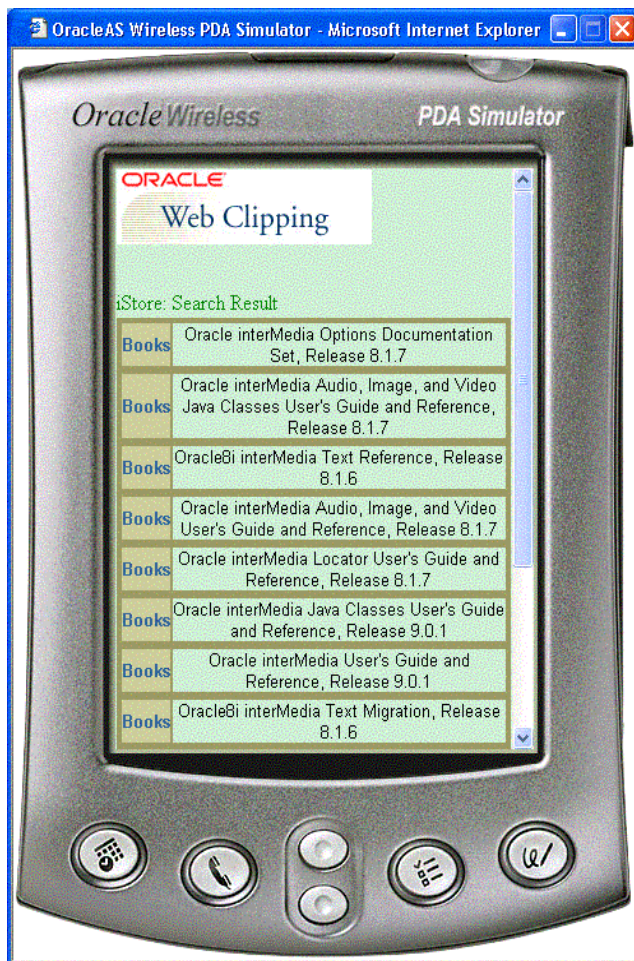 OracleAS Wireless PDA Simulator - Microsoft Internet Explorer
Oracle Wireless
PDA Simulator
ORACLE
Web Clipping
iStore: Search Result
Books
Oracle interMedia Options Documentation
Set, Release 8.1.7
Books
Oracle interMedia Audio, Image, and Video
Java Classes User's Guide and Reference,
Release 8.1.7
Books
Oracle8i interMedia Text Reference, Release
8.1.6
Books
Oracle interMedia Audio, Image, and Video
User's Guide and Reference, Release 8.1.7
Books
Oracle interMedia Locator User's Guide and
Reference, Release 8.1.7
Books
Oracle interMedia Java Classes User's Guide
and Reference, Release 9.0.1
Books
Oracle interMedia User's Guide and
Reference, Release 9.0.1
Books
Oracle8i interMedia Text Migration, Release
8.1.6